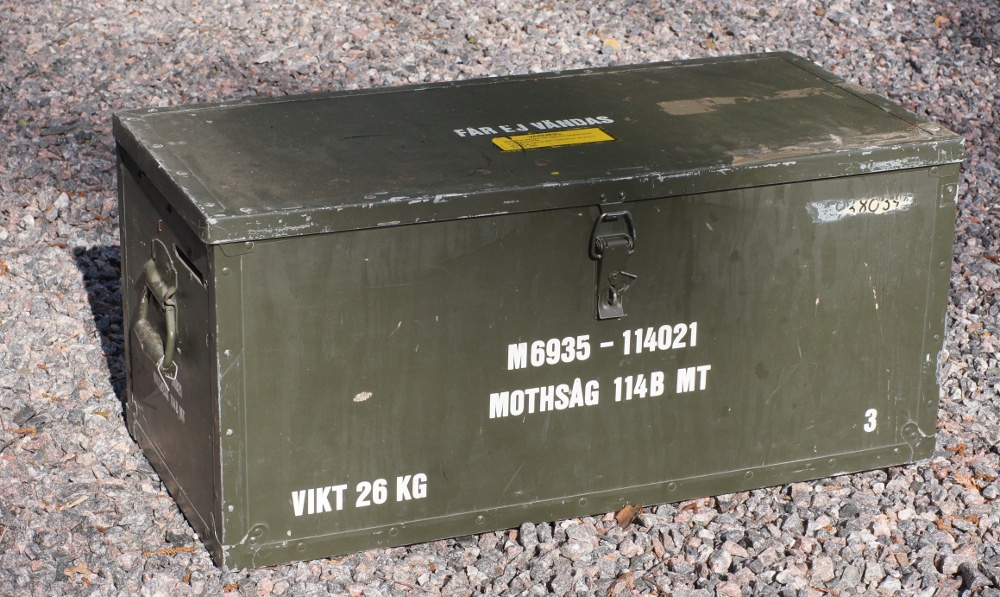 FÅR EJ VÄNDAS
M6935 - 114021
MOTHSÅG 114B MT
3
VIKT 26 KG